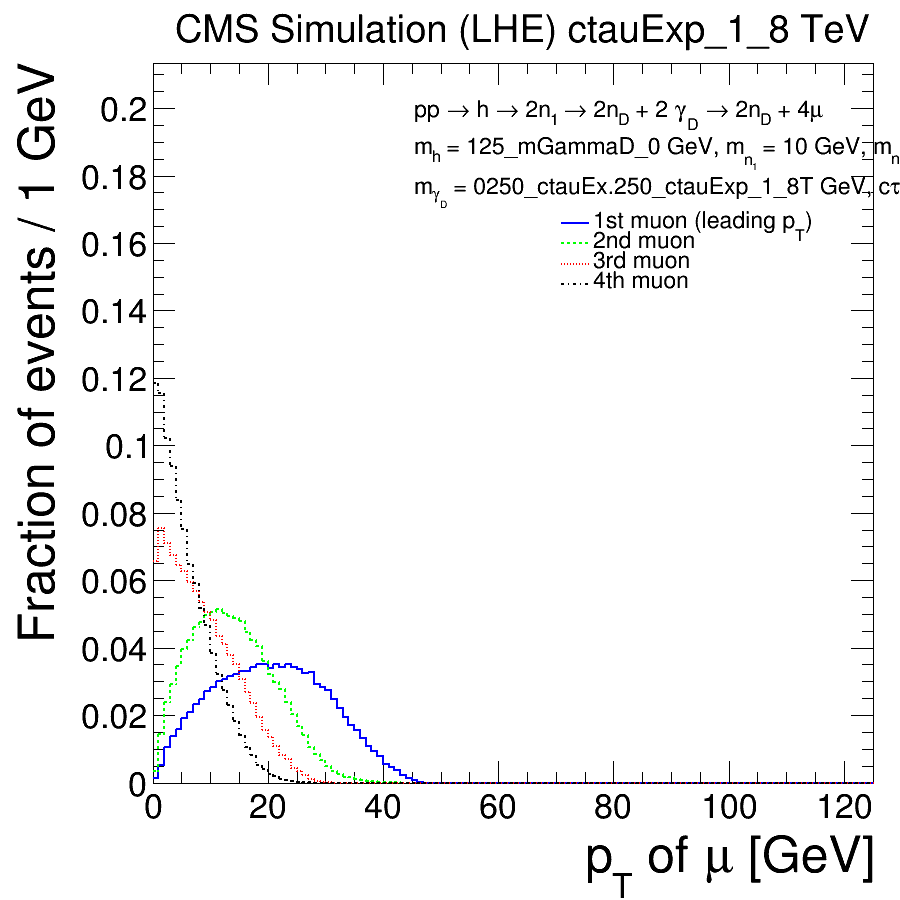 CMS Simulation (LHE) ctauExp_1_8 TeV
Fraction of events / 1 GeV
0.2
0.18
0.16
0.14
0.12
0.1
0.08
0.06
0.04
0.02
0
pp → h → 2n1 → 2nD + 2 γD → 2nD + 4μ
mh = 125_mGammaD_0 GeV, mn1 = 10 GeV, mn
mγD = 0250_ctauEx.250_ctauExp_1_8T GeV, cτ
1st muon (leading pT)
2nd muon
3rd muon
4th muon
0 20 40 60 80 100 120
pT of μ [GeV]